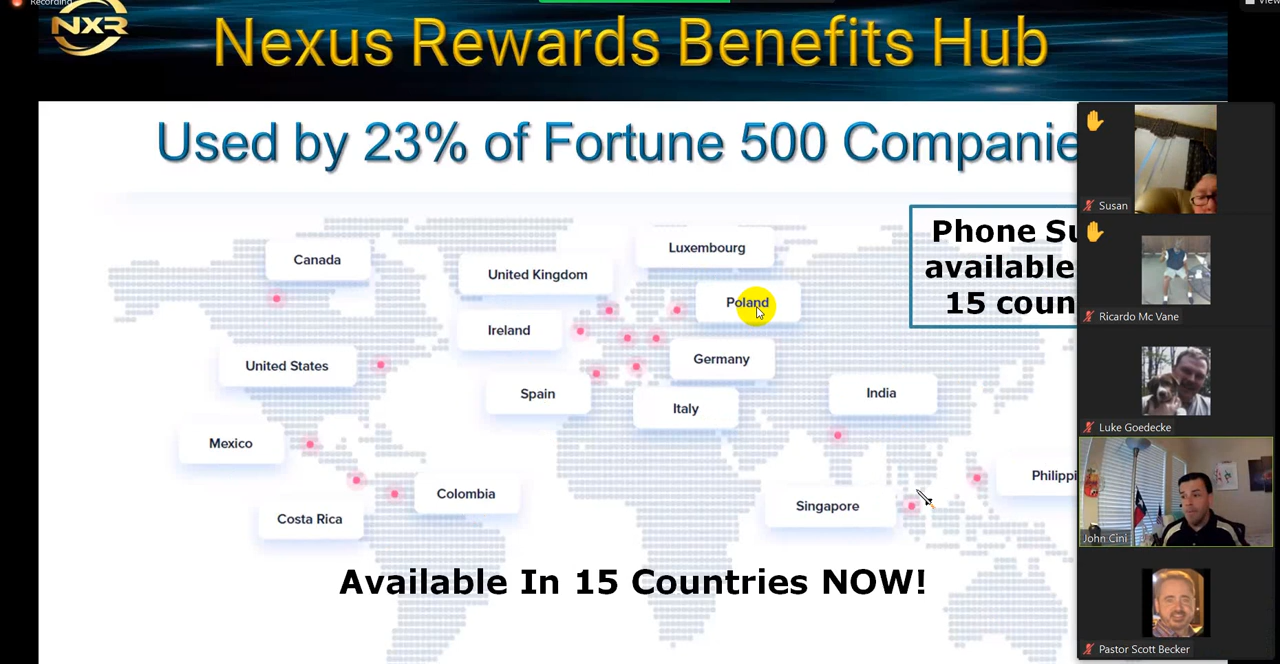 Recording
View
NXR
Nexus Rewards Benefits Hub
Used by 23% of Fortune 500 Companie
Phone Su
available
15 coun
Luxembourg
Canada
United Kingdom
Poland
Ireland
Germany
United States
Spain
India
Italy
Mexico
Philippi
Colombia
Singapore
Costa Rica
Available In 15 Countries NOW!
Susan
Ricardo Mc Vane
Luke Goedecke
John Cini
Pastor Scott Becker